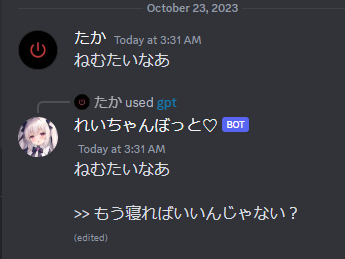 October 23, 2023
たか Today at 3:31 AM
ねむたいなあ
たか used gpt
れいちゃんぼっと♡ BOT
Today at 3:31 AM
ねむたいなあ
>> もう寝ればいいんじゃない？
(edited)